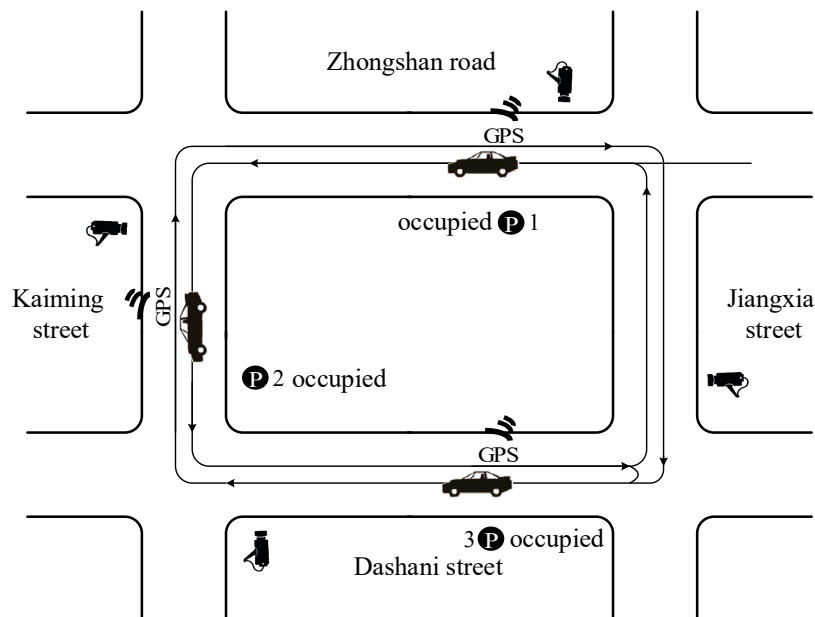 Zhongshan road
GPS
occupied P 1
Kaiming
street
GPS
Jiangxia
street
P 2 occupied
GPS
3 P occupied
Dashani street